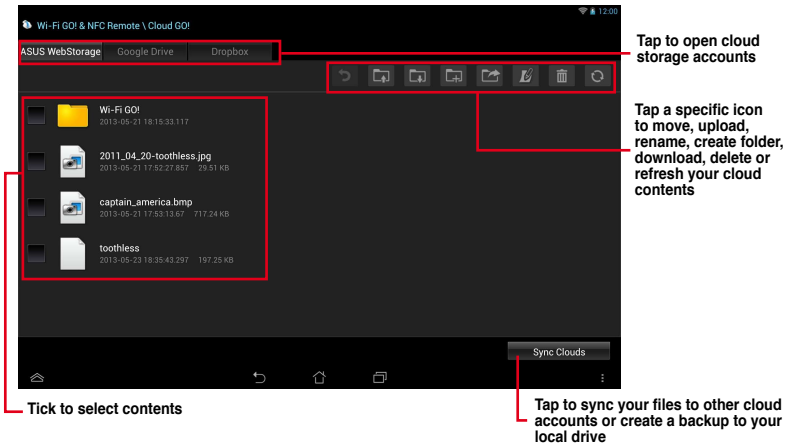 12:00
Wi-Fi GO! & NFC Remote \ Cloud GO!
ASUS WebStorage Google Drive Dropbox
Tap to open cloud
storage accounts
Wi-Fi GO!
2013-05-21 18:15:33.117
2011_04_20-toothless.jpg
2013-05-21 17:52:27.857 29.51 KB
captain_america.bmp
2013-05-21 17:53:13.67 717.24 KB
toothless
2013-05-23 18:35:43.297 197.25 KB
Tap a specific icon
to move, upload,
rename, create folder,
download, delete or
refresh your cloud
contents
Sync Clouds
Tick to select contents
Tap to sync your files to other cloud
accounts or create a backup to your
local drive